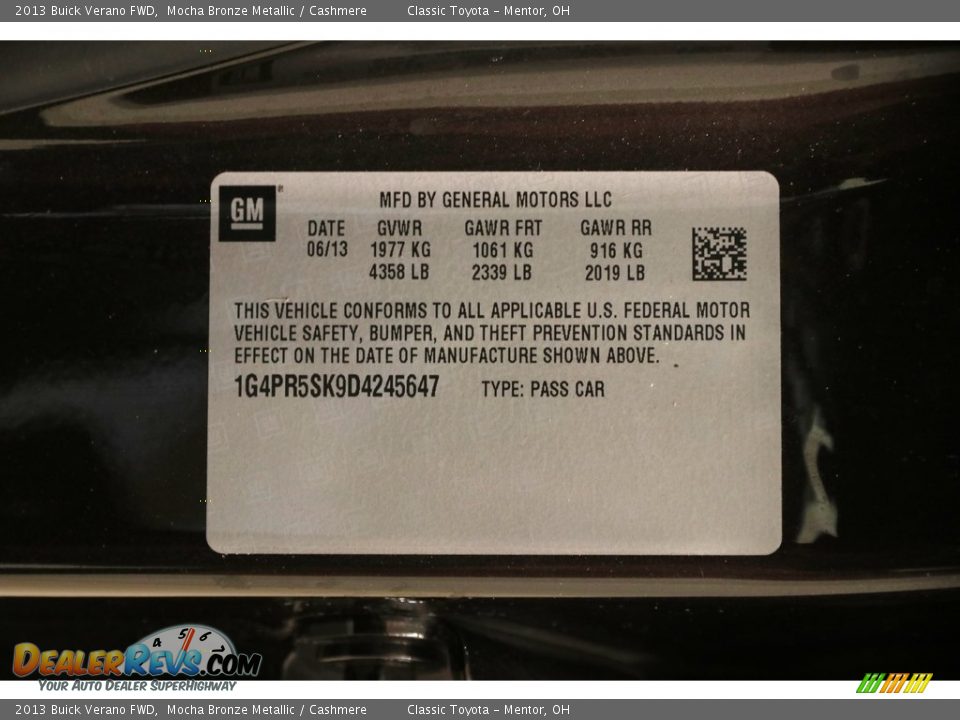 2013 Buick Verano FWD, Mocha Bronze Metallic / Cashmere Classic Toyota - Mentor, OH
GM
MFD BY GENERAL MOTORS LLC
DATE GVWR GAWR FRT GAWR RR
06/13 1977 KG 1061 KG 916 KG
4358 LB 2339 LB 2019 LB
THIS VEHICLE CONFORMS TO ALL APPLICABLE U.S. FEDERAL MOTOR
VEHICLE SAFETY, BUMPER, AND THEFT PREVENTION STANDARDS IN
EFFECT ON THE DATE OF MANUFACTURE SHOWN ABOVE.
1G4PR5SK9D4245647 TYPE: PASS CAR
4 5 6
DEALERREVS.COM
YOUR AUTO DEALER SUPERHIGHWAY
2013 Buick Verano FWD, Mocha Bronze Metallic / Cashmere Classic Toyota - Mentor, OH